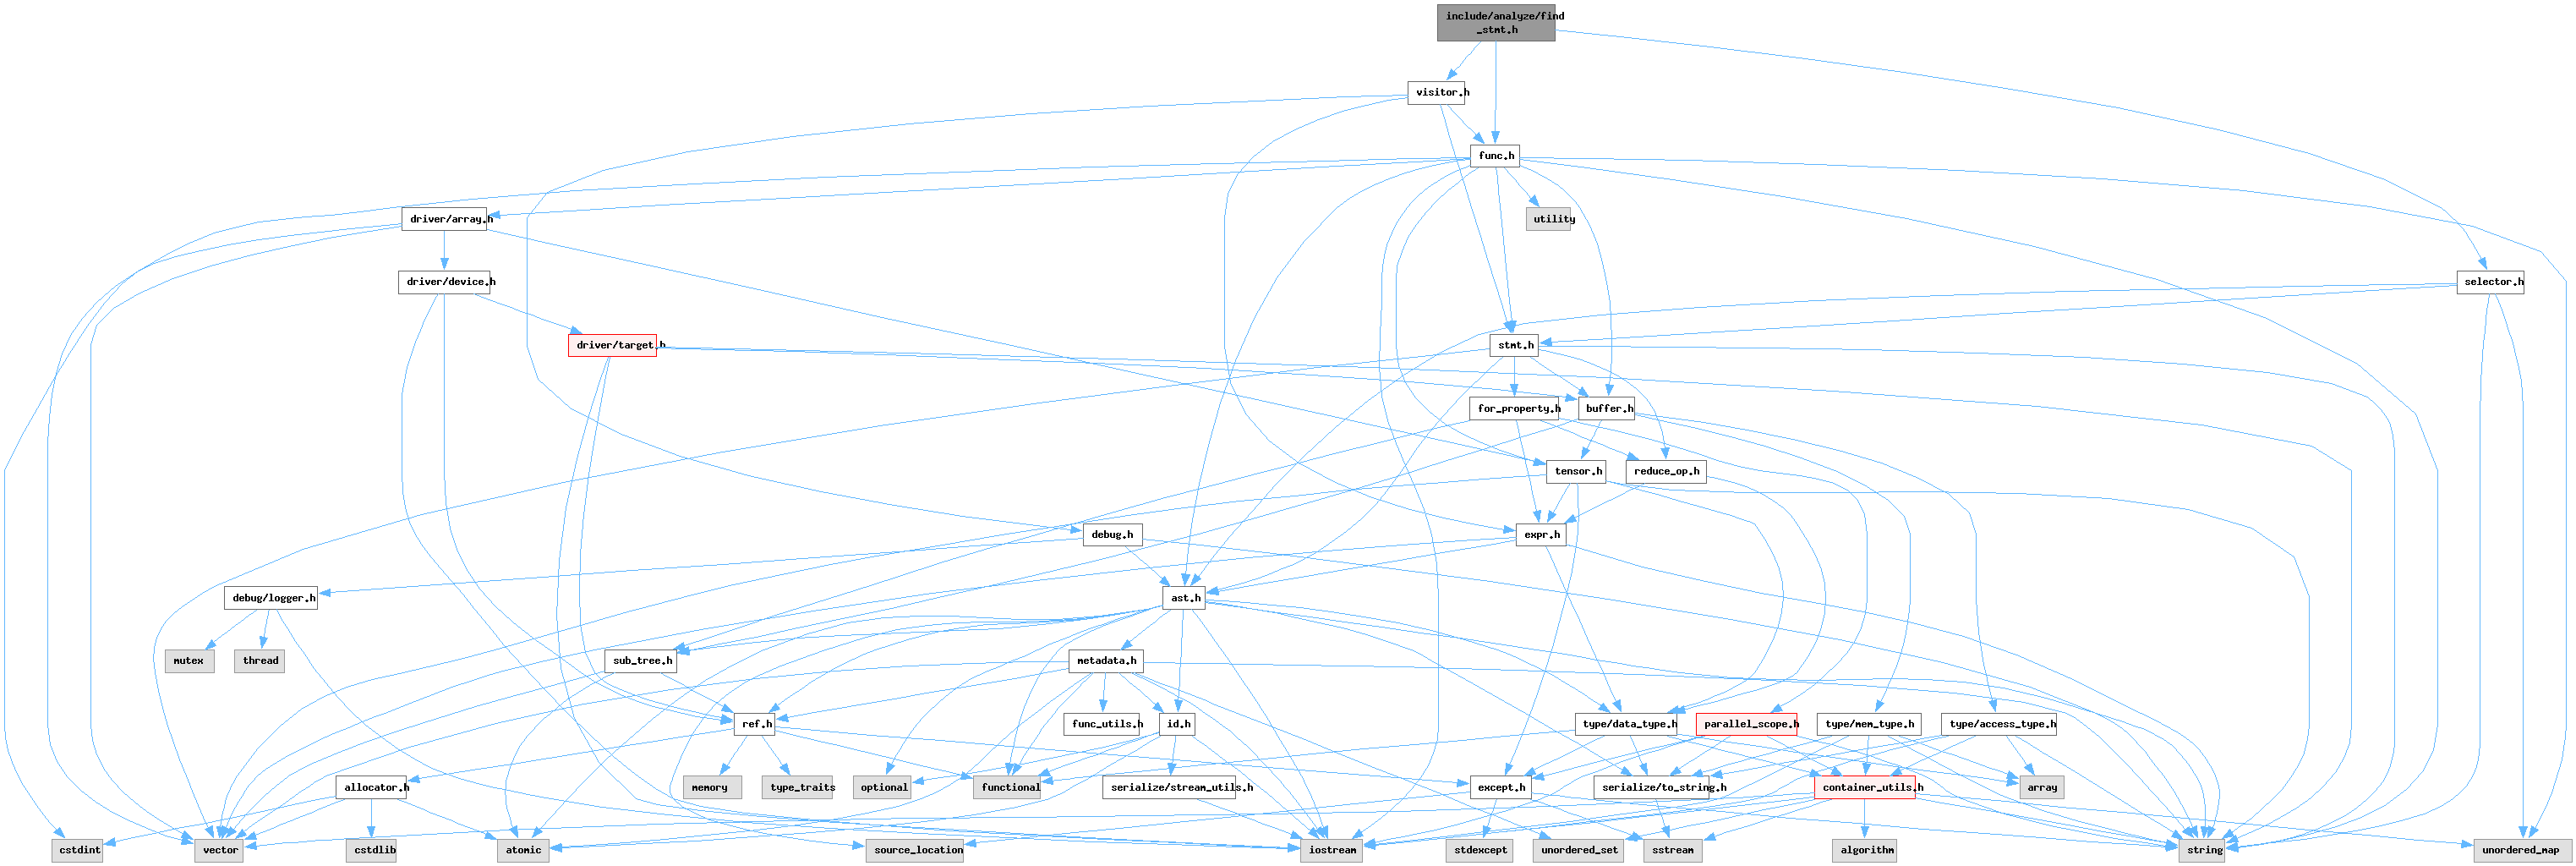 include/analyze/find
_stmt.h
visitor.h
func.h
driver/array.h
utility
driver/device.h
selector.h
driver/target.h
stmt.h
for_property.h
buffer.h
tensor.h
reduce_op.h
debug.h
expr.h
debug/logger.h
ast.h
mutex
thread
sub_tree.h
metadata.h
ref.h
func_utils.h
id.h
type/data_type.h
parallel_scope.h
type/mem_type.h
type/access_type.h
allocator.h
memory
type_traits
optional
functional
serialize/stream_utils.h
except.h
serialize/to_string.h
container_utils.h
array
cstdint
vector
cstdlib
atomic
source_location
iostream
stdexcept
unordered_set
sstream
algorithm
string
unordered_map